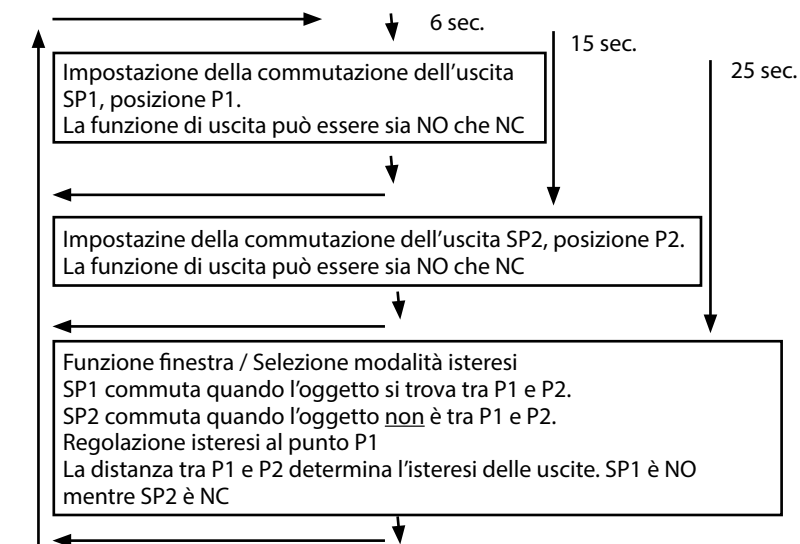 6 sec.
15 sec.
25 sec.
Impostazione della commutazione dell'uscita
SP1, posizione P1.
La funzione di uscita può essere sia NO che NC
Impostazine della commutazione dell'uscita SP2, posizione P2.
La funzione di uscita può essere sia NO che NC
Funzione finestra / Selezione modalità isteresi
SP1 commuta quando l'oggetto si trova tra P1 e P2.
SP2 commuta quando l'oggetto non è tra P1 e P2.
Regolazione isteresi al punto P1
La distanza tra P1 e P2 determina l'isteresi delle uscite. SP1 è NO
mentre SP2 è NC